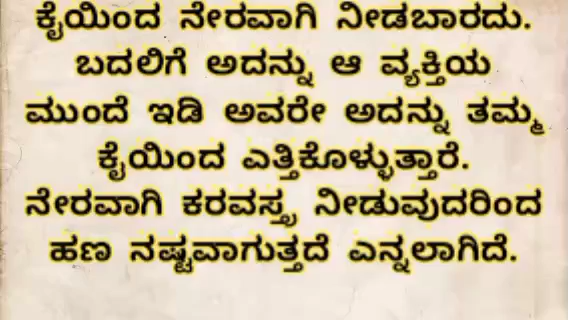 ಕೈಯಿಂದ ನೇರವಾಗಿ ನೀಡಬಾರದು.
ಬದಲಿಗೆ ಅದನ್ನು ಆ ವ್ಯಕ್ತಿಯ
ಮುಂದೆ ಇಡಿ ಅವರೇ ಅದನ್ನು ತಮ್ಮ
ಕೈಯಿಂದ ಎತ್ತಿಕೊಳ್ಳುತ್ತಾರೆ.
ನೇರವಾಗಿ ಕರವಸ್ತ್ರ ನೀಡುವುದರಿಂದ
ಹಣ ನಷ್ಟವಾಗುತ್ತದೆ ಎನ್ನಲಾಗಿದೆ.